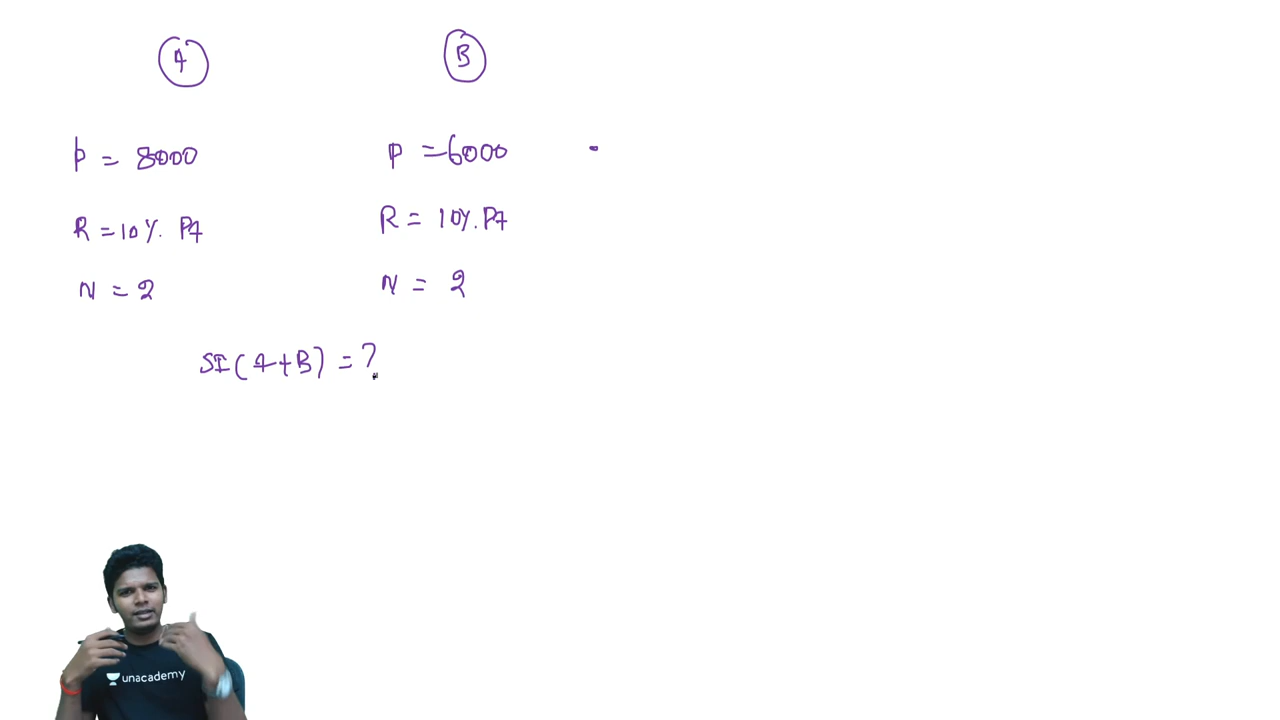 A B
P = 8000 P = 6000
R = 10%. PA R = 10%. PA
N = 2 N = 2
SI (A+B) = ?
unacademy